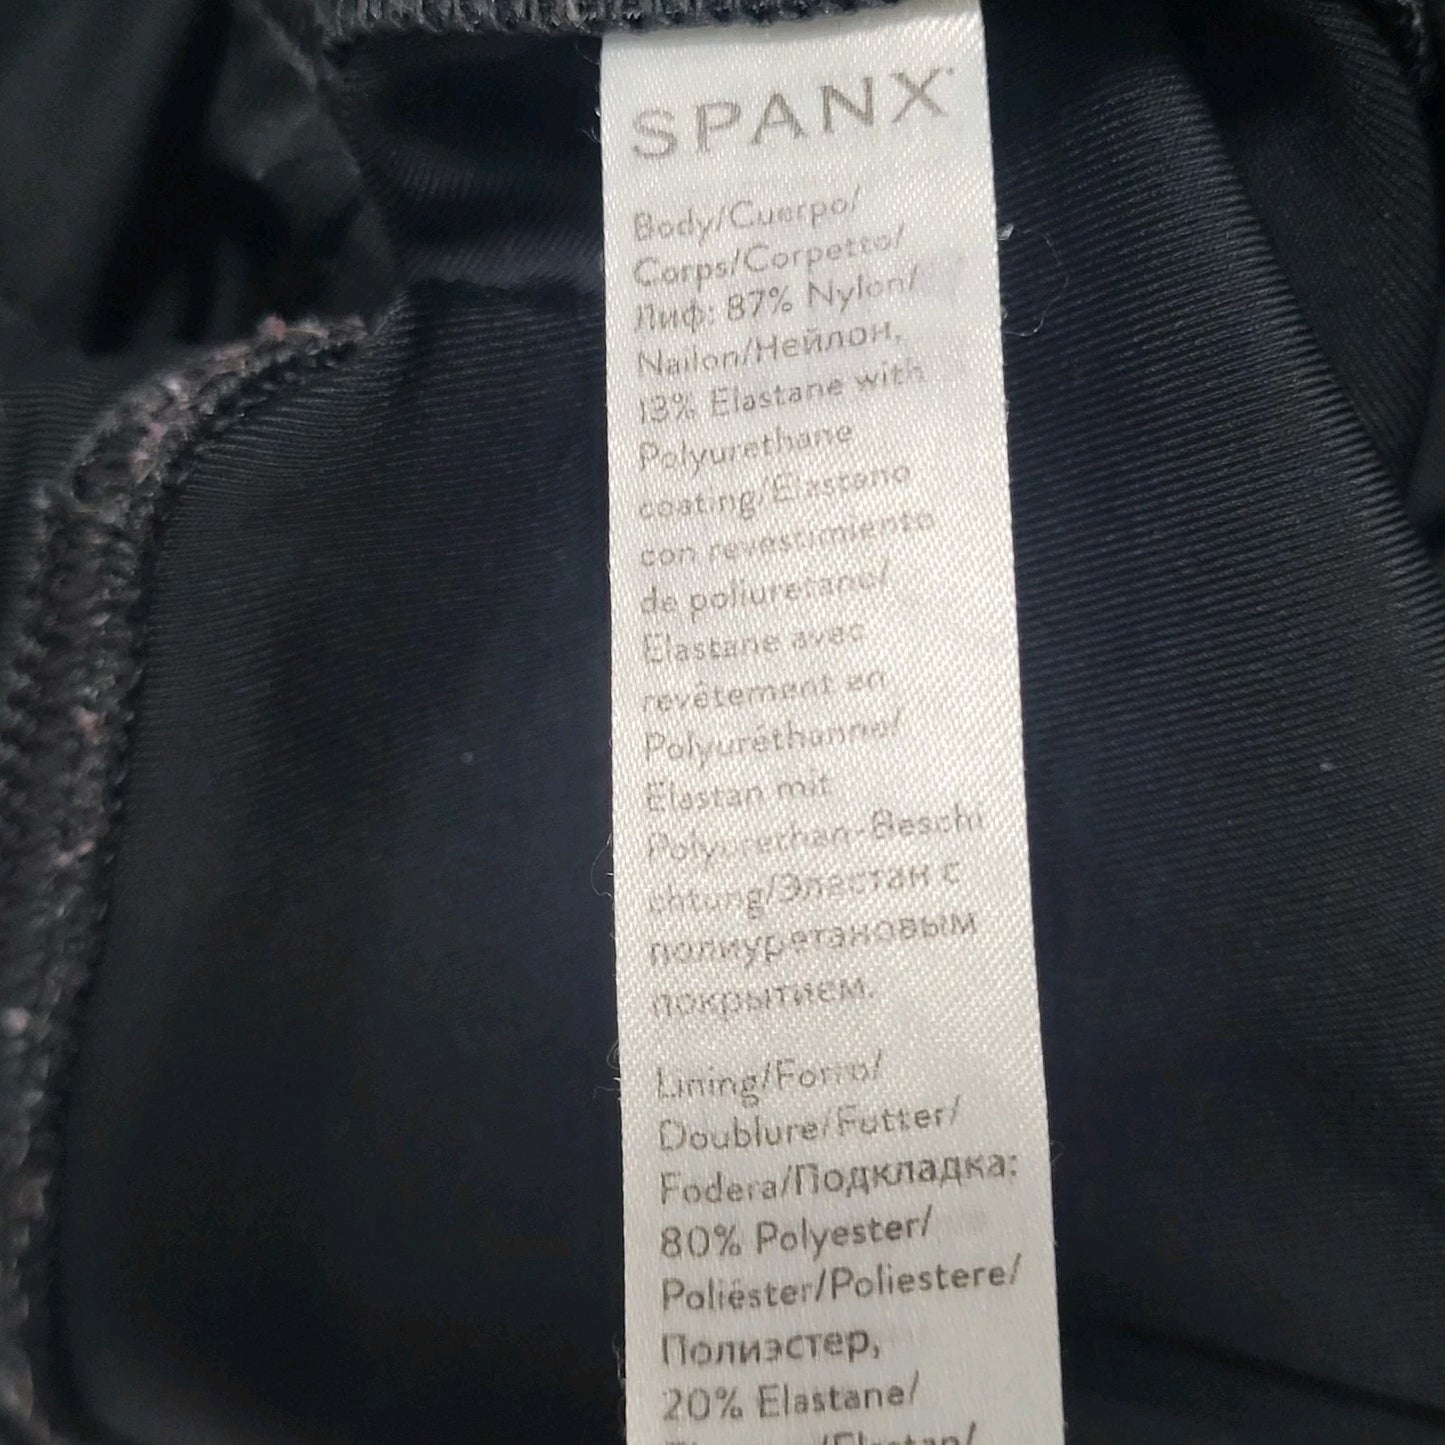 SPANX
Body/Cuerpo/
Corps/Corpetto/
Лиф: 87% Nylon/
Nailon/Нейлон,
13% Elastane with
Polyurethane
coating/Elastano
con revestimiento
de poliuretano/
Elastane avec
revêtement en
Polyuréthanne/
Elastan mit
Polyurethan-Beschi
chtung/Эластан с
полиуретановым
покрытием.
Lining/Forro/
Doublure/Futter/
Fodera/Подкладка:
80% Polyester/
Poliéster/Poliestere/
Полиэстер,
20% Elastane/
/Elastan/